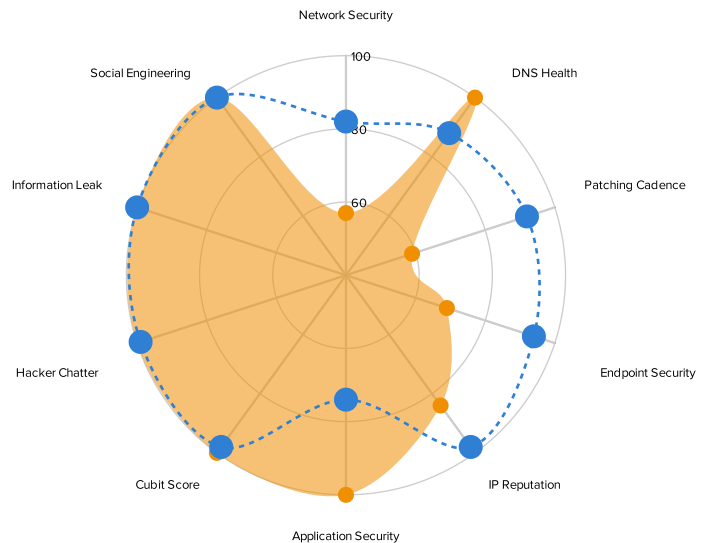 Network Security
100
Social Engineering
DNS Health
80
Information Leak
Patching Cadence
60
Hacker Chatter
Endpoint Security
Cubit Score
IP Reputation
Application Security